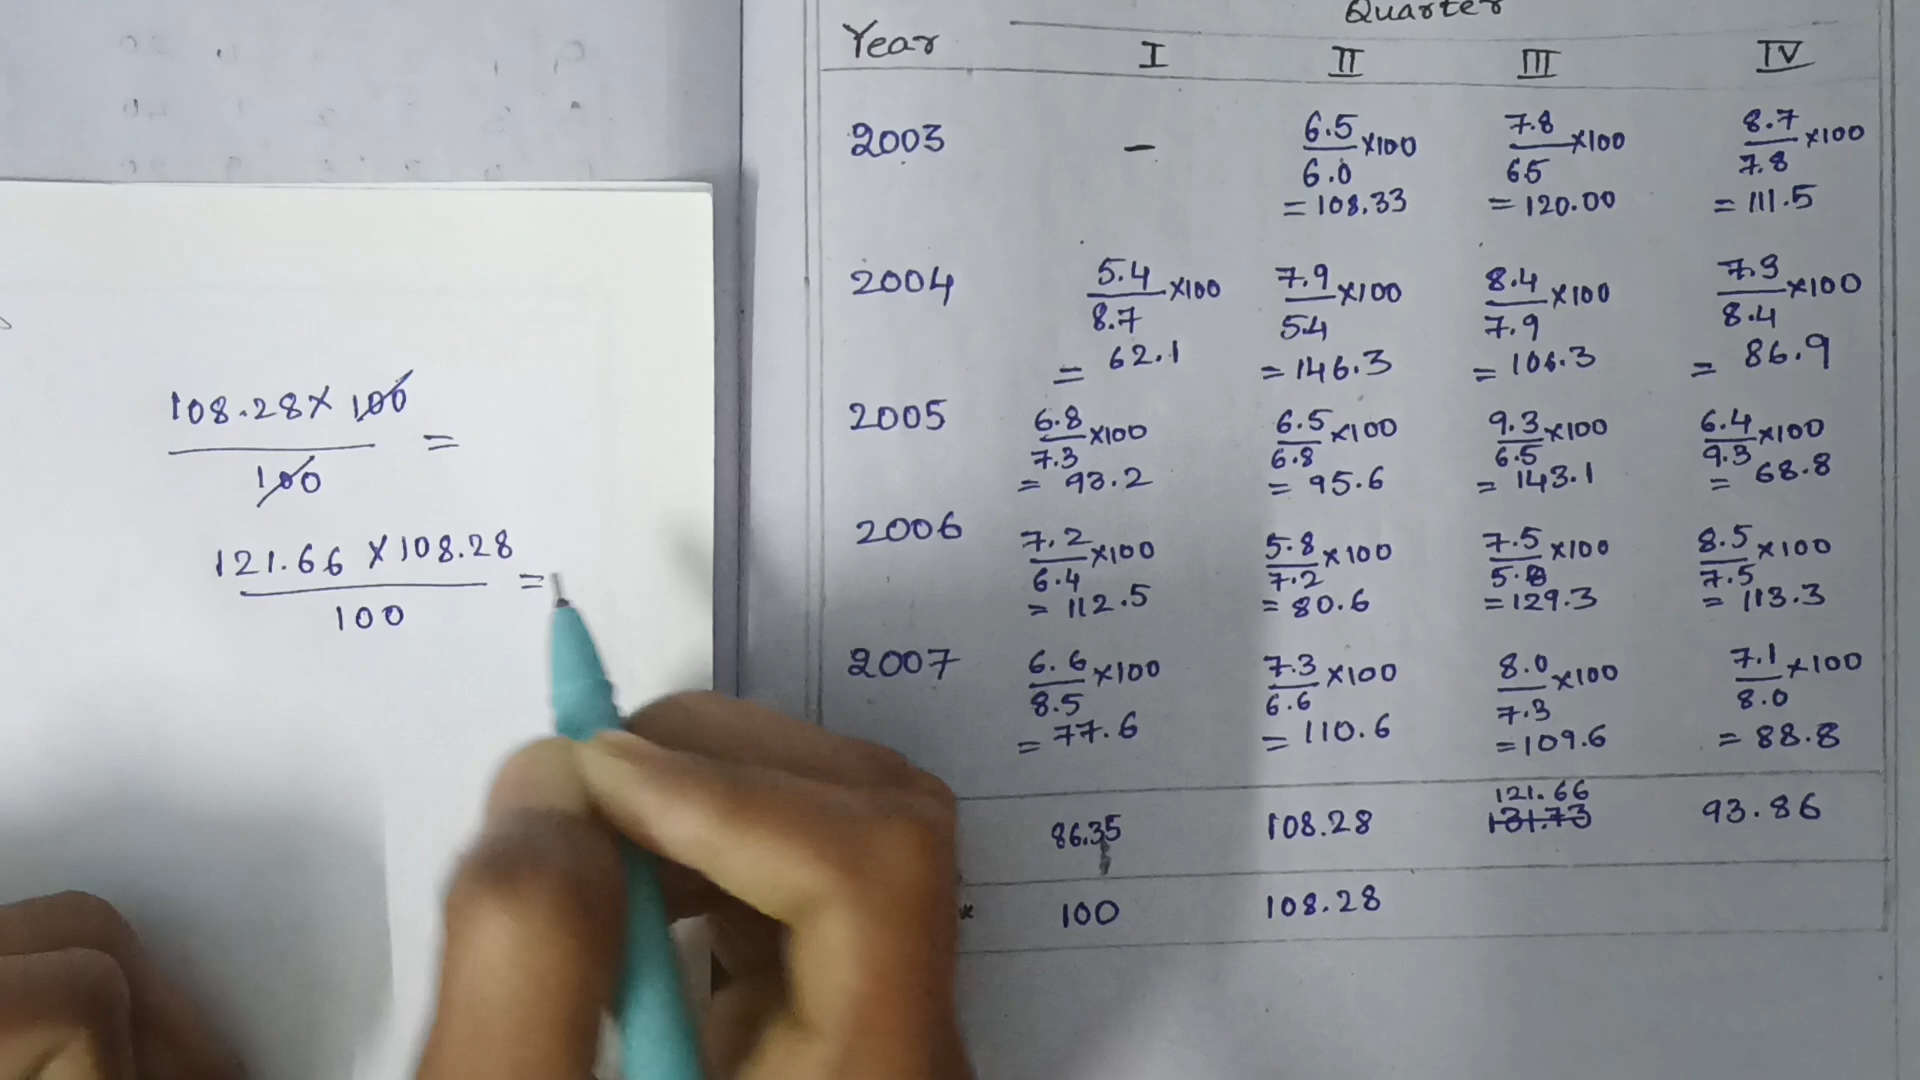 108.28 × 100
100
=
121.66 × 108.28
100
=
Quarter
Year I II III IV
2003 – 6.5/6.0 ×100 7.8/65 ×100 8.7/7.8 ×100
= 108.33 = 120.00 = 111.5
2004 5.4/8.7 ×100 7.9/54 ×100 8.4/7.9 ×100 7.3/8.4 ×100
= 62.1 = 146.3 = 106.3 = 86.9
2005 6.8/7.3 ×100 6.5/6.8 ×100 9.3/6.5 ×100 6.4/9.3 ×100
= 93.2 = 95.6 = 143.1 = 68.8
2006 7.2/6.4 ×100 5.8/7.2 ×100 7.5/5.8 ×100 8.5/7.5 ×100
= 112.5 = 80.6 = 129.3 = 113.3
2007 6.6/8.5 ×100 7.3/6.6 ×100 8.0/7.3 ×100 7.1/8.0 ×100
= 77.6 = 110.6 = 109.6 = 88.8
121.66
86.35 108.28 131.73 93.86
100 108.28